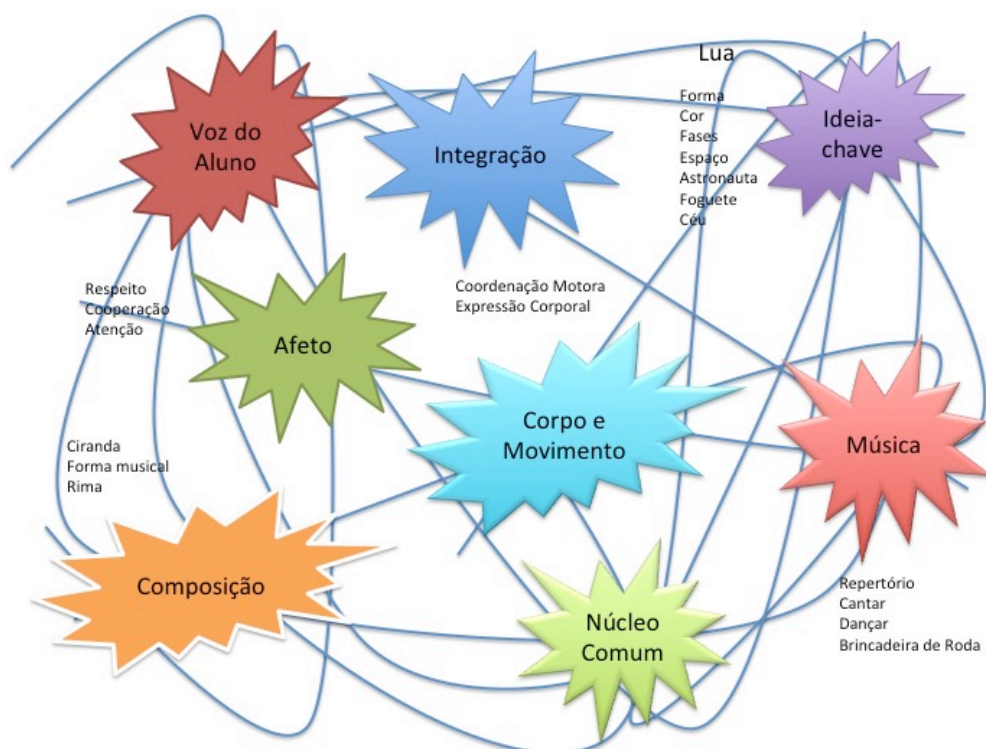 Voz do
Aluno
Integração
Lua
Forma
Cor
Fases
Espaço
Astronauta
Foguete
Céu
Ideia-
chave
Respeito
Cooperação
Atenção
Afeto
Coordenação Motora
Expressão Corporal
Corpo e
Movimento
Música
Ciranda
Forma musical
Rima
Composição
Núcleo
Comum
Repertório
Cantar
Dançar
Brincadeira de Roda